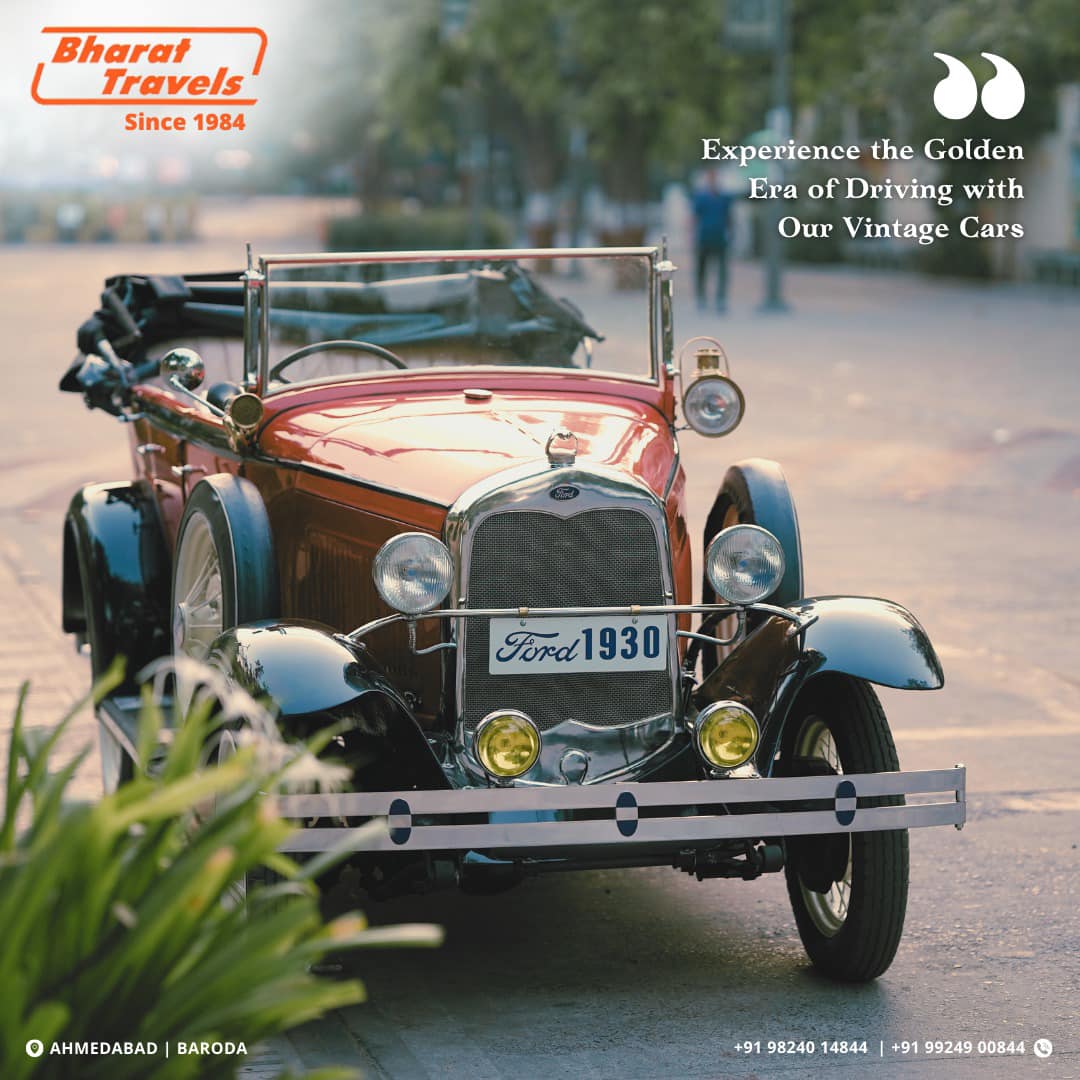 Bharat
Travels
Since 1984
Experience the Golden
Era of Driving with
Our Vintage Cars
Ford
Ford 1930
AHMEDABAD | BARODA
+91 98240 14844 | +91 99249 00844